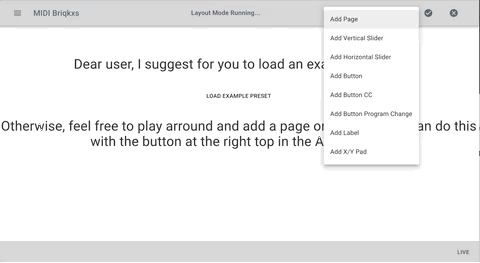 MIDI Briqkxs
Layout Mode Running...
Add Page
Add Vertical Slider
Add Horizontal Slider
Add Button
Add Button CC
Add Button Program Change
Add Label
Add X/Y Pad
Dear user, I suggest for you to load an exa
LOAD EXAMPLE PRESET
Otherwise, feel free to play arround and add a page or an do this
with the button at the right top in the A
LIVE